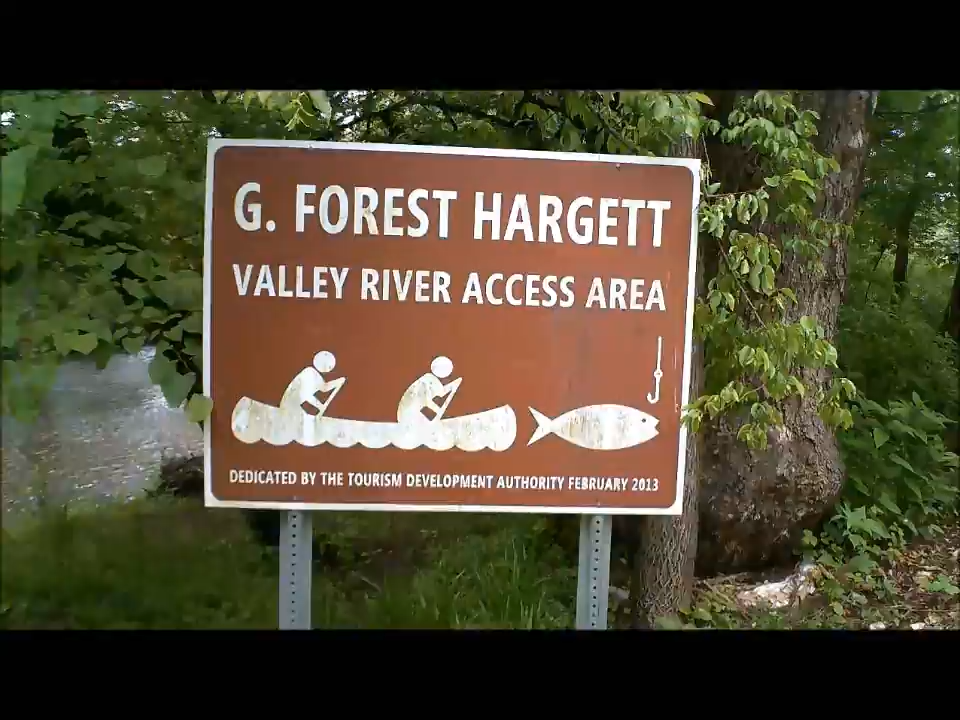 G. FOREST HARGETT
VALLEY RIVER ACCESS AREA
DEDICATED BY THE TOURISM DEVELOPMENT AUTHORITY FEBRUARY 2013